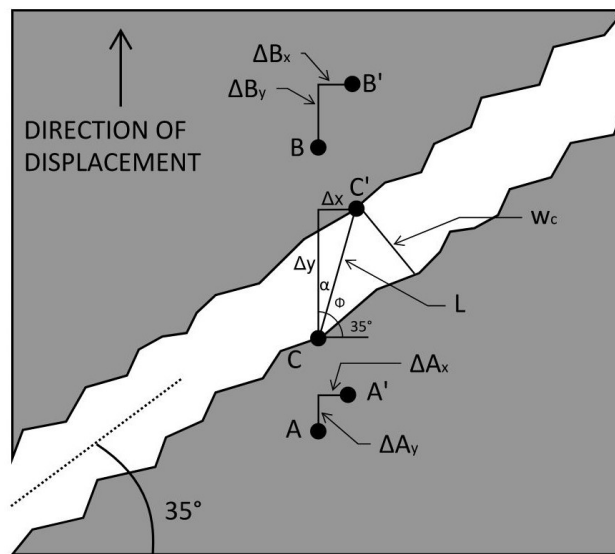 ΔBx
ΔBy
B'
B
DIRECTION OF
DISPLACEMENT
C'
Δx
wc
Δy
α
Φ
L
35°
C
ΔAx
A'
A
ΔAy
35°